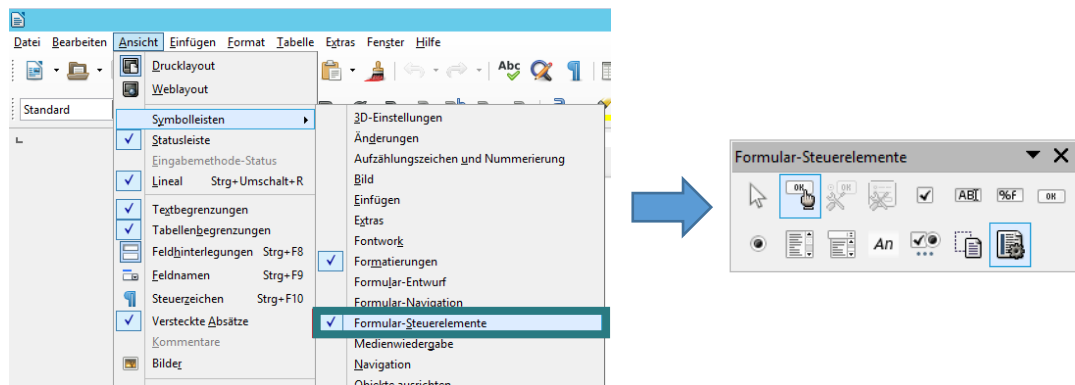 Datei Bearbeiten Ansicht Einfügen Format Tabelle Extras Fenster Hilfe
Abc
Standard
Drucklayout
Weblayout
Symbolleisten
Statusleiste
Eingabemethode-Status
Lineal Strg+Umschalt+R
Textbegrenzungen
Tabellenbegrenzungen
Feldhinterlegungen Strg+F8
Feldnamen Strg+F9
Steuerzeichen Strg+F10
Versteckte Absätze
Kommentare
Bilder
3D-Einstellungen
Änderungen
Aufzählungszeichen und Nummerierung
Bild
Einfügen
Extras
Fontwork
Formatierungen
Formular-Entwurf
Formular-Navigation
Formular-Steuerelemente
Medienwiedergabe
Navigation
Objekte ausrichten
Formular-Steuerelemente
OK OK ABI %F OK
An